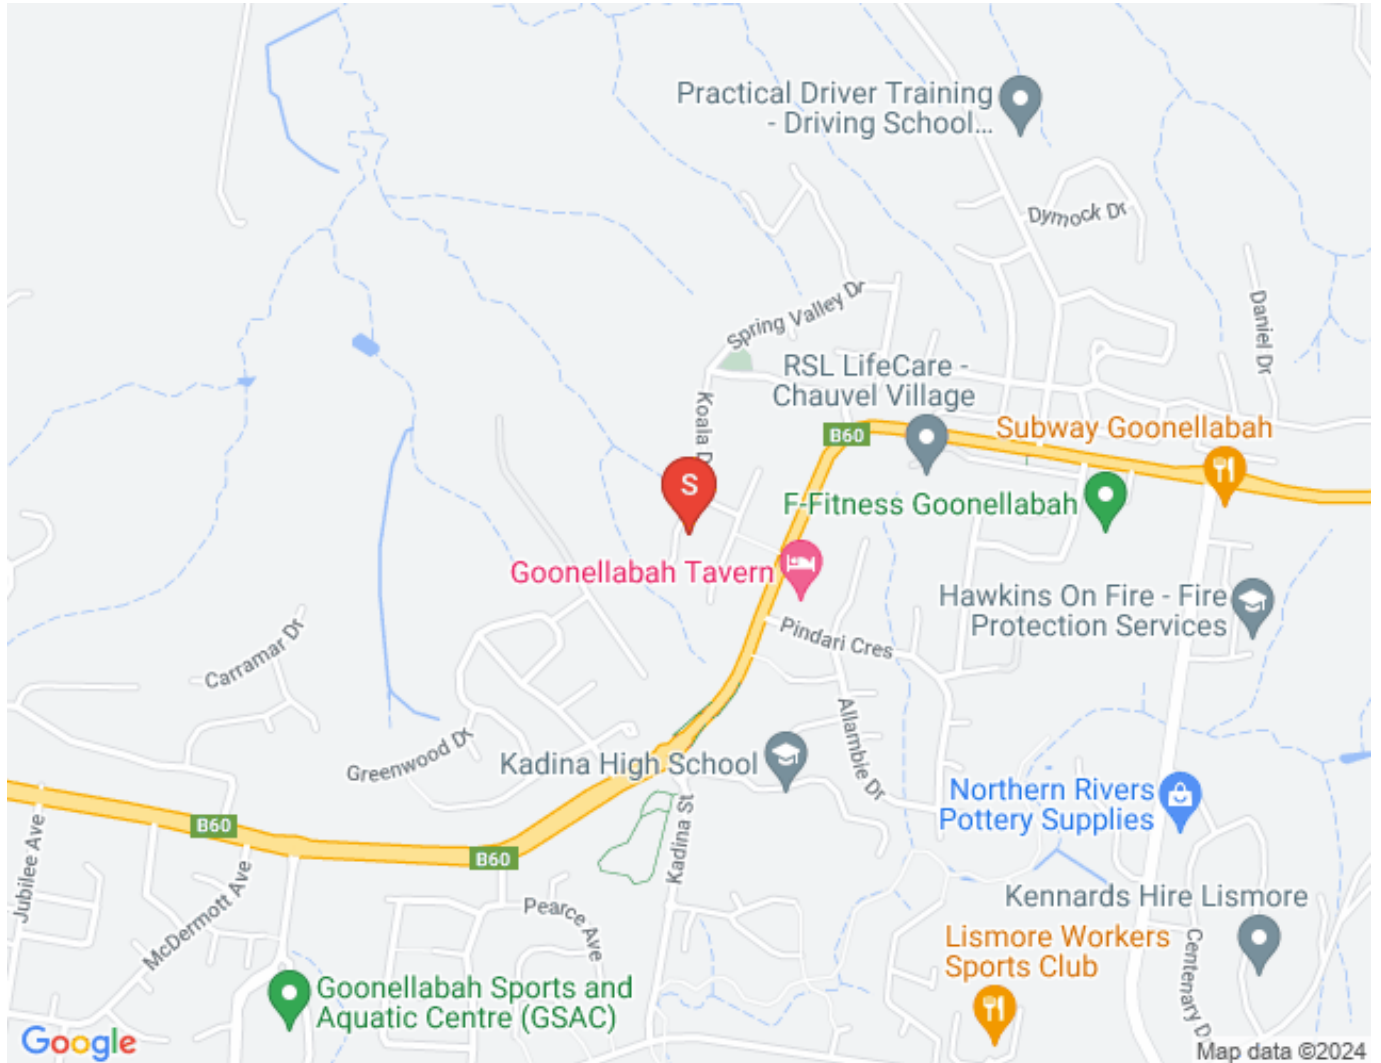 Practical Driver Training
- Driving School...
Dymock Dr
Spring Valley Dr
Daniel Dr
RSL LifeCare -
Chauvel Village
Koala D
B60
Subway Goonellabah
S
F-Fitness Goonellabah
Goonellabah Tavern
Hawkins On Fire - Fire
Protection Services
Pindari Cres
Carramar Dr
Allambie Dr
Greenwood Dr
Kadina High School
Northern Rivers
Pottery Supplies
B60
B60
Jubilee Ave
McDermott Ave
Kadina St
Pearce Ave
Kennards Hire Lismore
Lismore Workers
Sports Club
Centenary D
Goonellabah Sports and
Aquatic Centre (GSAC)
Google
Map data ©2024